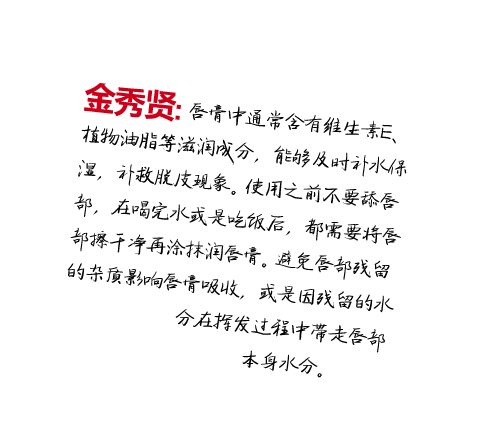 金秀贤:唇膏中通常含有维生素E、
植物油脂等滋润成分，能够及时补水保
湿，补救脱皮现象。使用之前不要舔唇
部，在喝完水或是吃饭后，都需要将唇
部擦干净再涂抹润唇膏。避免唇部残留
的杂质影响唇膏吸收，或是因残留的水
分在挥发过程中带走唇部
本身水分。